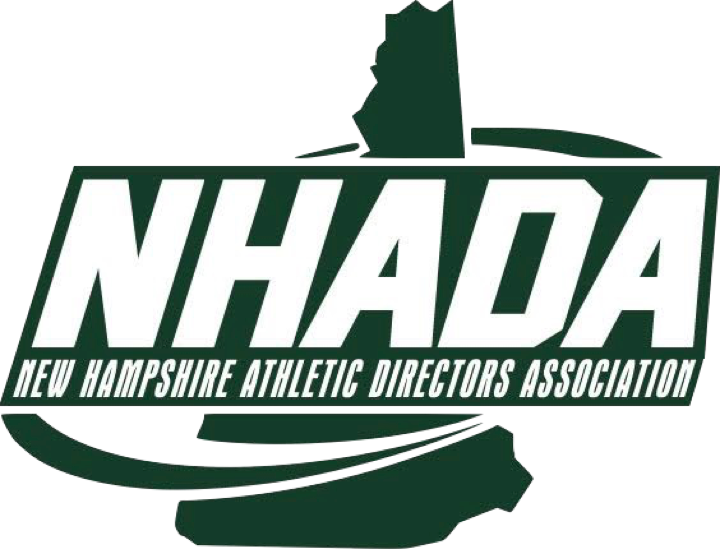 NHADA
NEW HAMPSHIRE ATHLETIC DIRECTORS ASSOCIATION